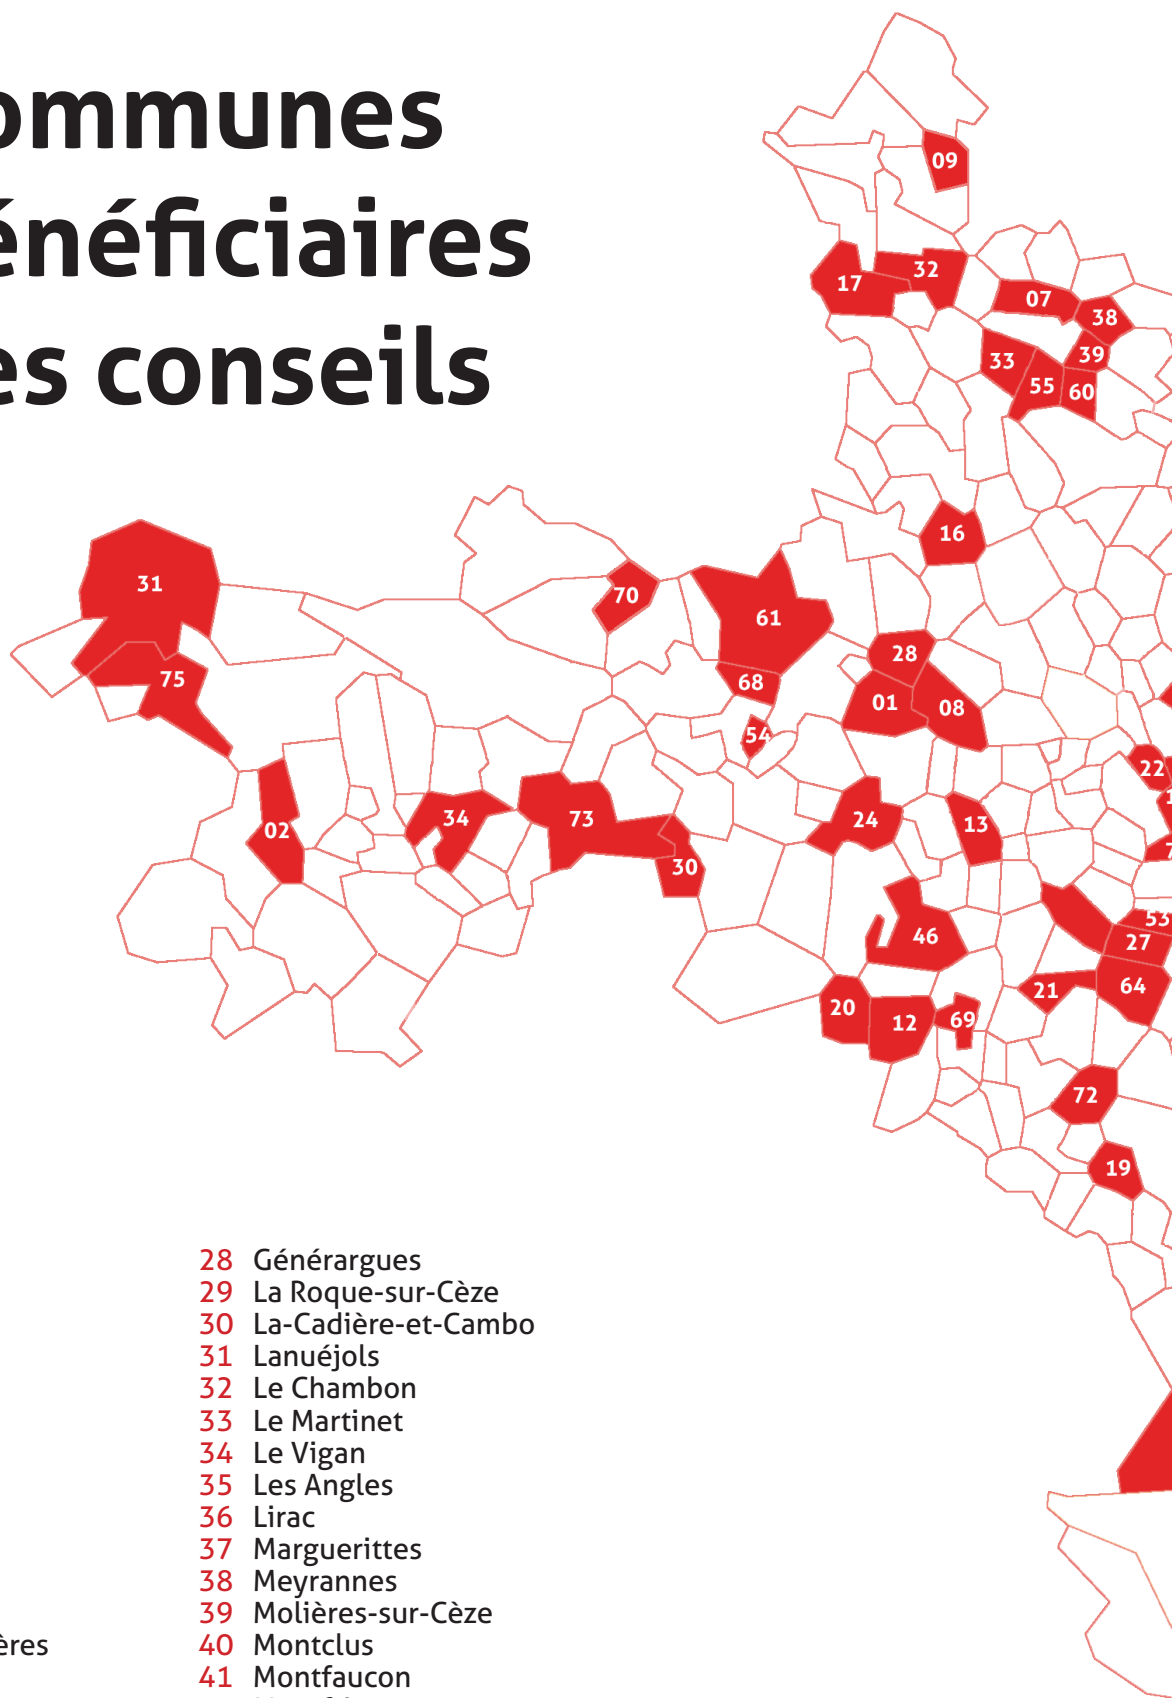 ommunes
énéficiaires
es conseils
09
32
17
07
38
33
39
55
60
16
31
70
61
28
75
68
01
08
54
22
02
34
73
24
13
30
53
46
27
21
64
20
12
69
72
19
28 Générargues
29 La Roque-sur-Cèze
30 La-Cadière-et-Cambo
31 Lanuéjols
32 Le Chambon
33 Le Martinet
34 Le Vigan
35 Les Angles
36 Lirac
37 Marguerittes
38 Meyrannes
39 Molières-sur-Cèze
ères
40 Montclus
41 Montfaucon